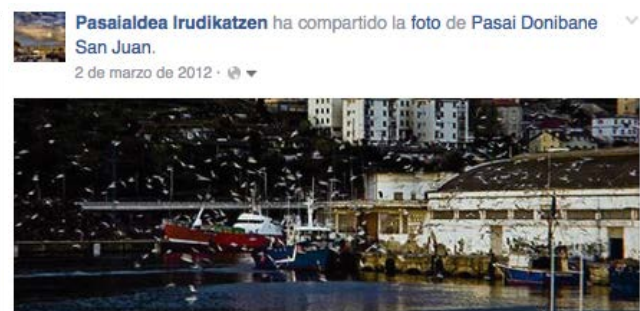 Pasaialdea Irudikatzen ha compartido la foto de Pasai Donibane
San Juan.
2 de marzo de 2012 ·